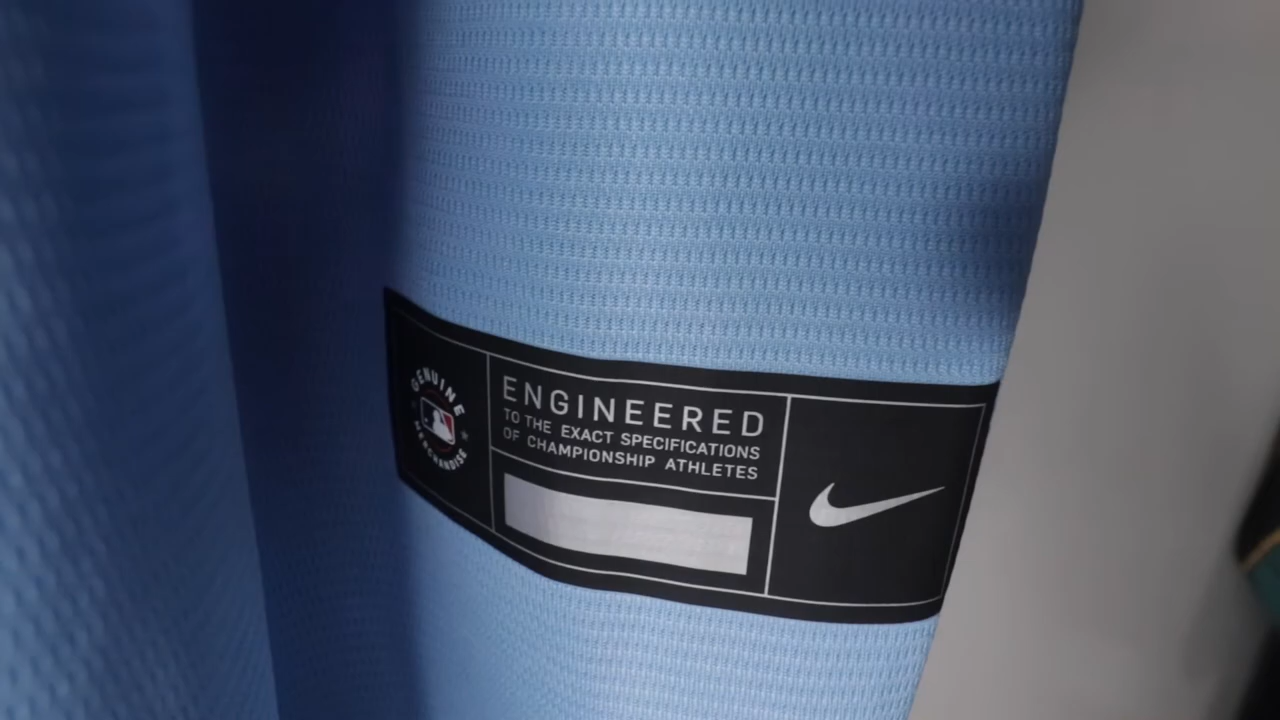 GENUINE
MERCHANDISE
ENGINEERED
TO THE EXACT SPECIFICATIONS
OF CHAMPIONSHIP ATHLETES